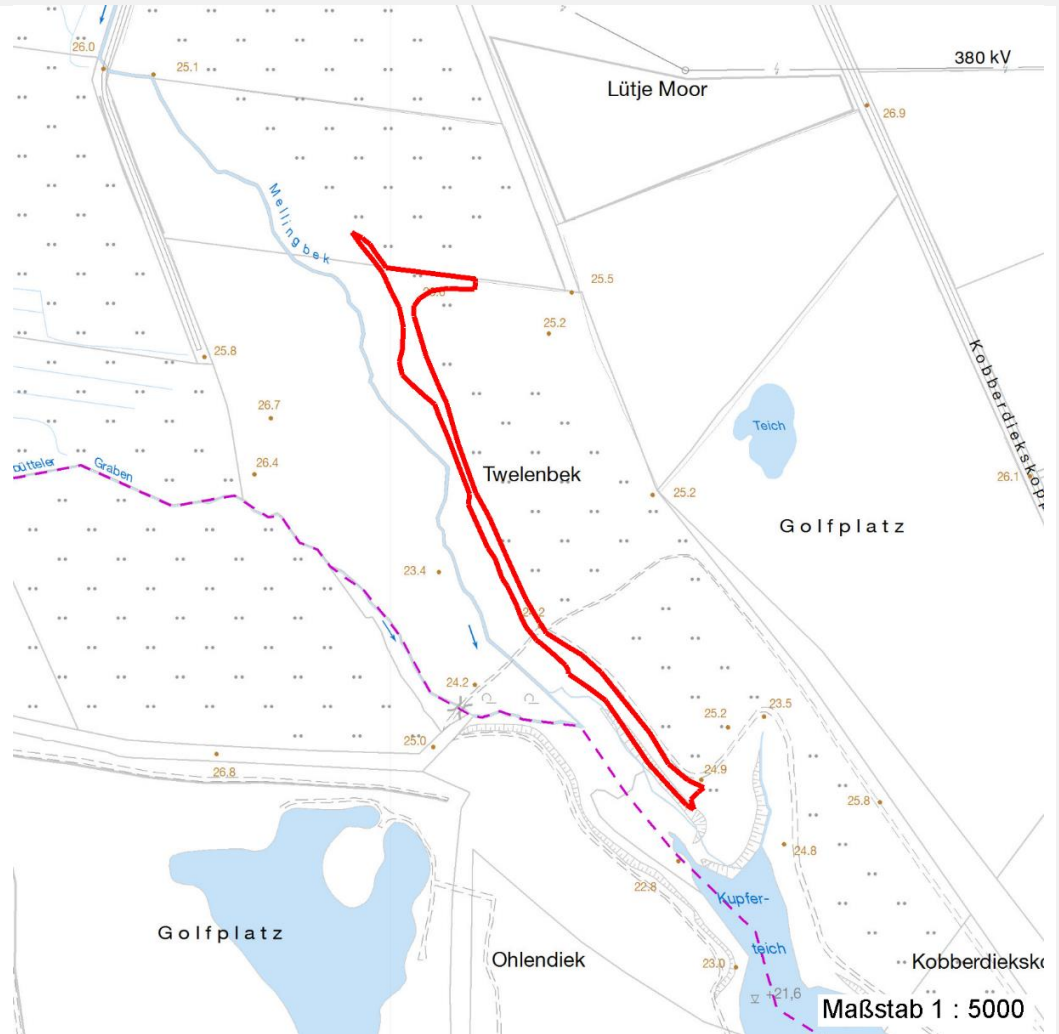 26.0
25.1
380 kV
Lütje Moor
26.9
Mellingbek
25.5
25.2
25.8
Teich
26.7
Kobberdiekskopp
26.4
bütteler Graben
Twelenbek
26.1
25.2
Golfplatz
23.4
24.2
25.2
23.5
25.0
24.9
26.8
25.8
24.8
22.8
Kupfer-
teich
Golfplatz
Ohlendiek
23.0
Kobberdieksko
+21,6
Maßstab 1 : 5000